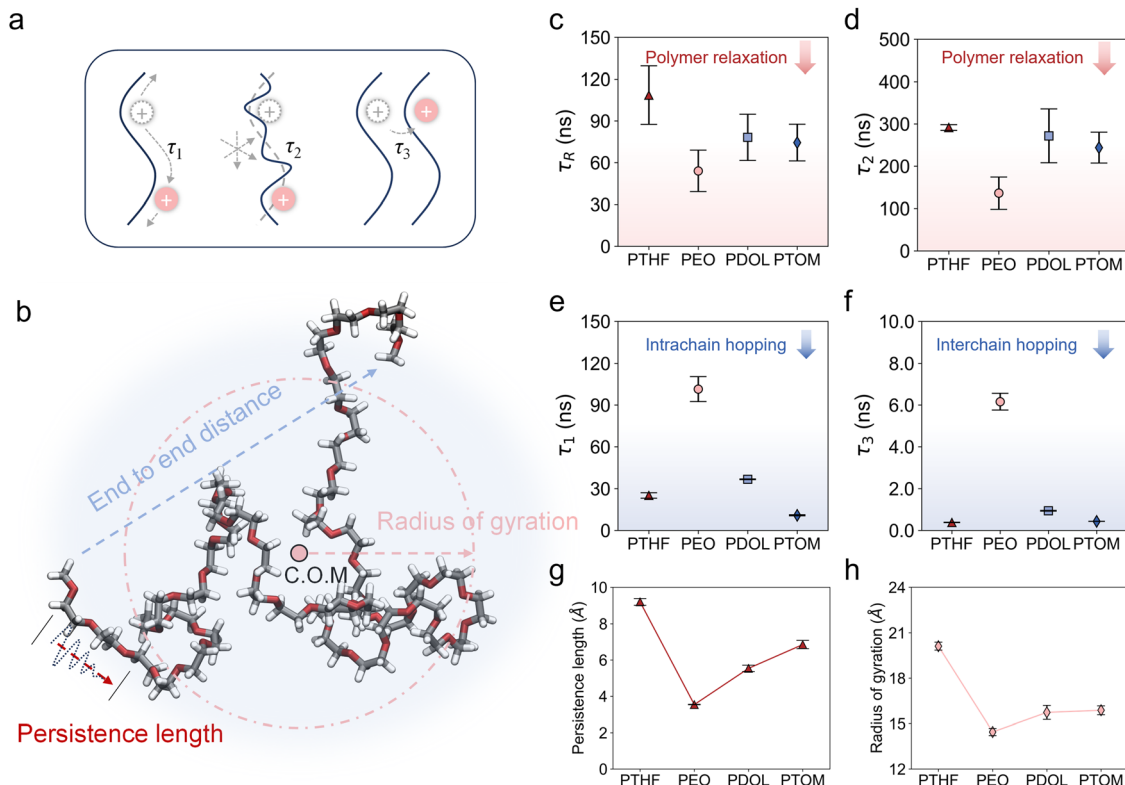 a
+
+
τ1
+
+
τ2
+
+
τ3
b
End to end distance
Radius of gyration
C.O.M
Persistence length
c
τR (ns)
150
120
90
60
30
0
Polymer relaxation
PTHF PEO PDOL PTOM
d
τ2 (ns)
500
400
300
200
100
0
Polymer relaxation
PTHF PEO PDOL PTOM
e
τ1 (ns)
150
120
90
60
30
0
Intrachain hopping
PTHF PEO PDOL PTOM
f
τ3 (ns)
10.0
8.0
6.0
4.0
2.0
0.0
Interchain hopping
PTHF PEO PDOL PTOM
g
Persistence length (Å)
10
8
6
4
2
0
PTHF PEO PDOL PTOM
h
Radius of gyration (Å)
24
21
18
15
12
PTHF PEO PDOL PTOM